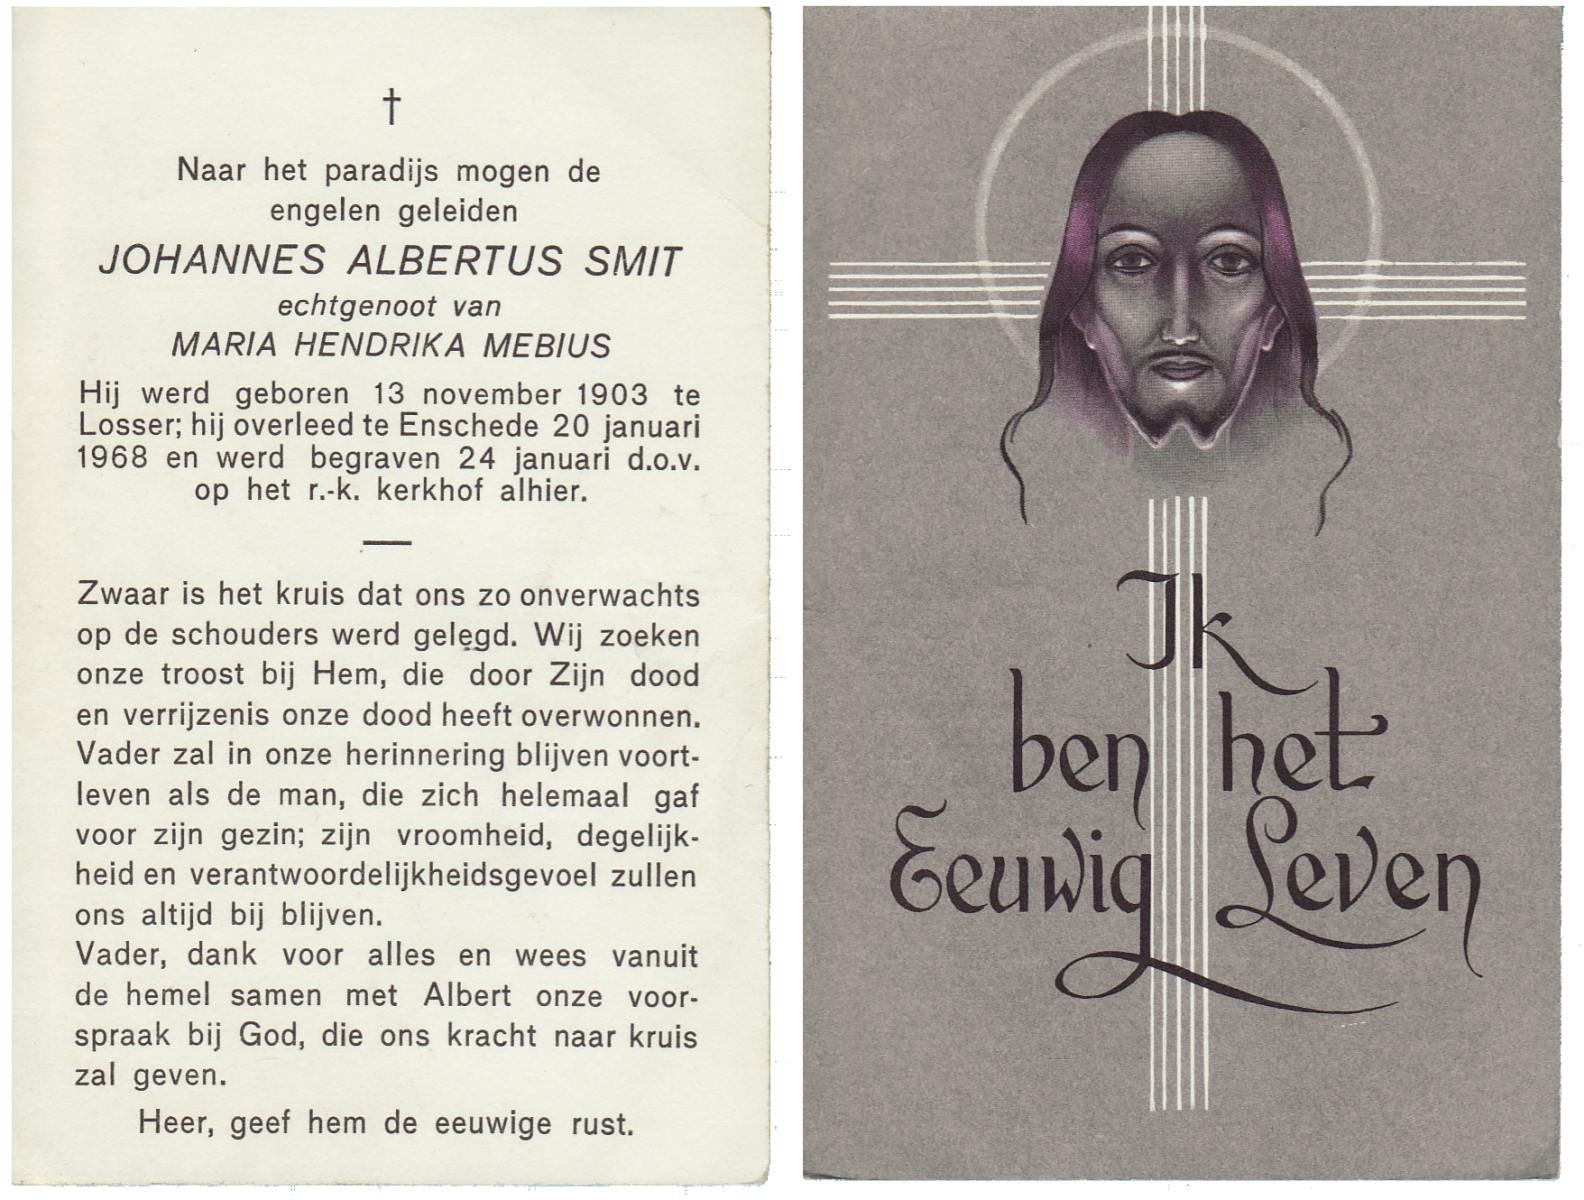 †
Naar het paradijs mogen de
engelen geleiden
JOHANNES ALBERTUS SMIT
echtgenoot van
MARIA HENDRIKA MEBIUS
Hij werd geboren 13 november 1903 te
Losser; hij overleed te Enschede 20 januari
1968 en werd begraven 24 januari d.o.v.
op het r.-k. kerkhof alhier.
Zwaar is het kruis dat ons zo onverwachts
op de schouders werd gelegd. Wij zoeken
onze troost bij Hem, die door Zijn dood
en verrijzenis onze dood heeft overwonnen.
Vader zal in onze herinnering blijven voort-
leven als de man, die zich helemaal gaf
voor zijn gezin; zijn vroomheid, degelijk-
heid en verantwoordelijkheidsgevoel zullen
ons altijd bij blijven.
Vader, dank voor alles en wees vanuit
de hemel samen met Albert onze voor-
spraak bij God, die ons kracht naar kruis
zal geven.
Heer, geef hem de eeuwige rust.
Ik
ben het
Eeuwig Leven